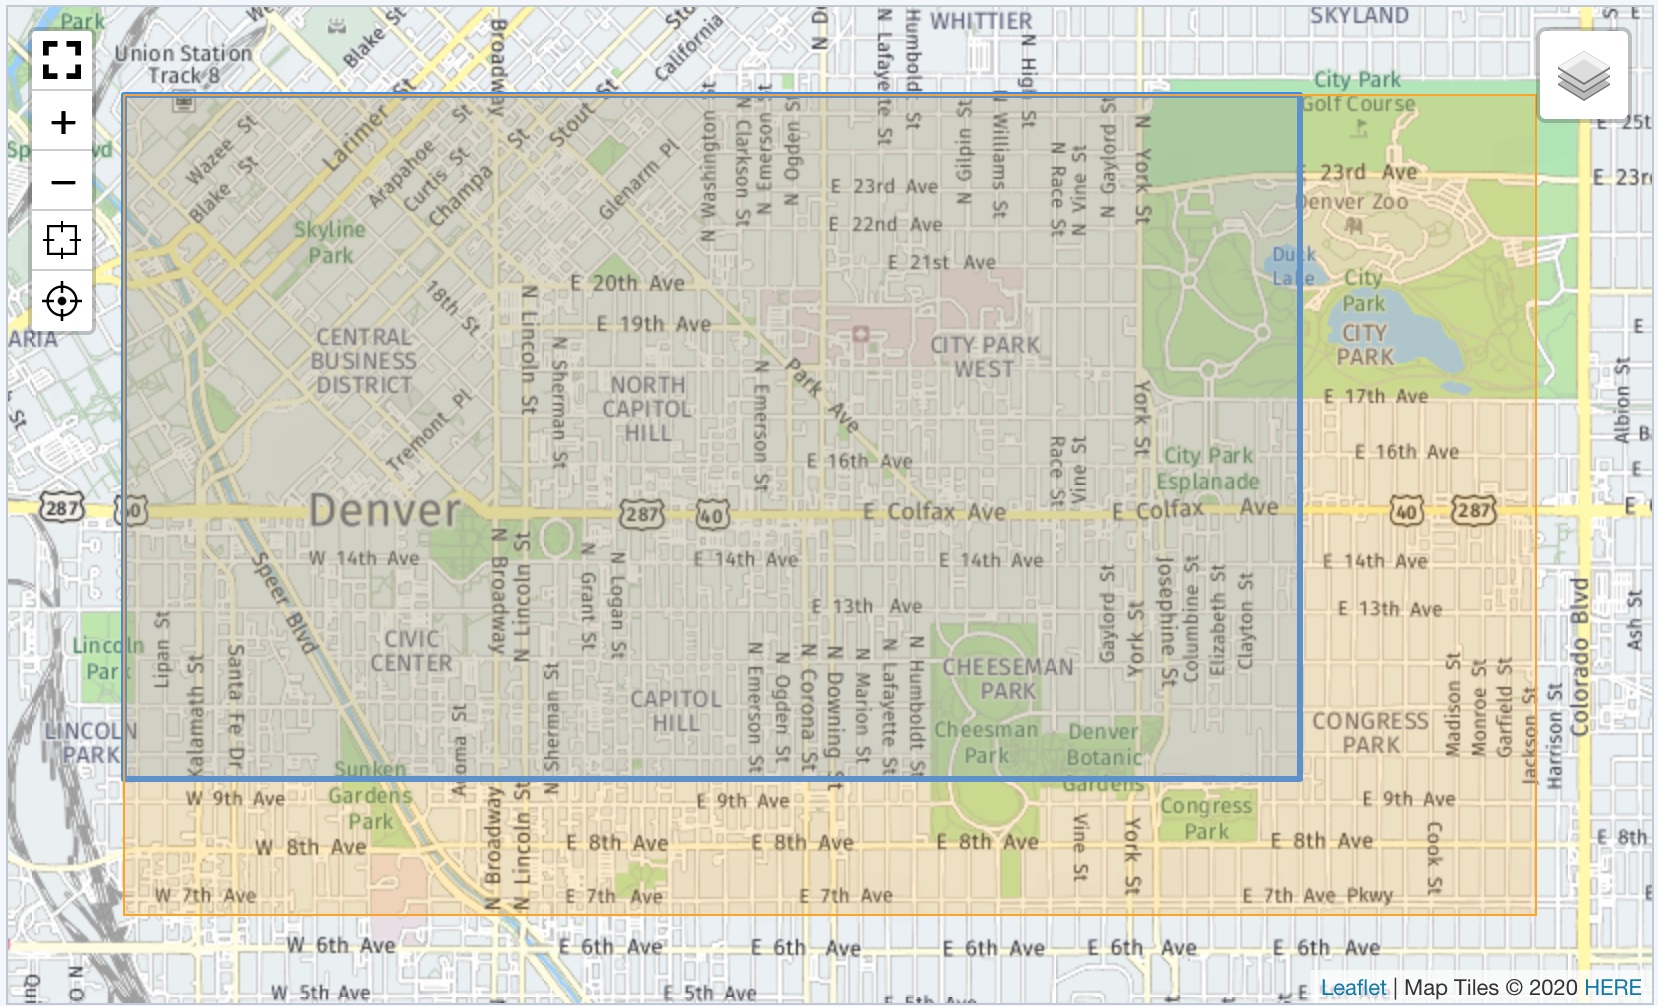 Park
We
Blake St
Broadway
Sto
California
N D
N Lafayette St
Humbold St
WHITTIER
N High St
SKYLAND
S
E
Union Station
Track 8
City Park
Golf Course
E 25t
Wazee St
Larimer St
St
St
Stout St
N Washington St
N Clarkson St
N Emerson St
N Ogden St
N Gilpin St
N Williams St
N Race St
N Vine St
N Gaylord St
N York St
Blake St
Arapahoe
Curtis St
Champa
Glenarm Pl
E 23rd Ave
E 23rd Ave
E 23r
Denver Zoo
Skyline
Park
E 22nd Ave
E 21st Ave
Duck
Lake
City
Park
18th St
E 20th Ave
N Lincoln St
E 19th Ave
ARIA
CENTRAL
BUSINESS
DISTRICT
CITY PARK
WEST
CITY
PARK
E
N Sherman St
NORTH
CAPITOL
HILL
N Emerson St
Park Ave
York St
E 17th Ave
Albion St
St
Tremont Pl
E 16th Ave
Race St
Vine St
City Park
Esplanade
E 16th Ave
E
287
Denver
287
40
E Colfax Ave
E Colfax Ave
40
287
E
N Broadway
N Lincoln St
W 14th Ave
N Grant St
N Logan St
E 14th Ave
E 14th Ave
E 14th Ave
Speer Blvd
E 13th Ave
E 13th Ave
Gaylord St
York St
Josephine St
Columbine St
Elizabeth St
Clayton St
Colorado Blvd
Ash St
Lincoln
Park
Lipan St
Kalamath St
Santa Fe Dr
CIVIC
CENTER
CHEESEMAN
PARK
Madison St
Monroe St
Garfield St
Jackson St
Harrison St
LINCOLN
PARK
N Sherman St
CAPITOL
HILL
N Emerson St
N Ogden St
N Corona St
N Downing St
N Marion St
N Lafayette St
N Humboldt St
Cheesman
Park
Denver
Botanic
Gardens
CONGRESS
PARK
Acoma St
Sunken
Gardens
Park
W 9th Ave
E 9th Ave
Congress
Park
E 9th Ave
W 8th Ave
N Broadway
N Lincoln St
E 8th Ave
E 8th Ave
E 8th Ave
Vine St
York St
E 8th Ave
Cook St
E 8th
W 7th Ave
E 7th Ave
E 7th Ave
E 7th Ave Pkwy
W 6th Ave
E 6th Ave
E 6th Ave
E 6th Ave
E 6th Ave
E 6th Ave
N O
W 5th Ave
E 5th Ave
Leaflet | Map Tiles © 2020 HERE